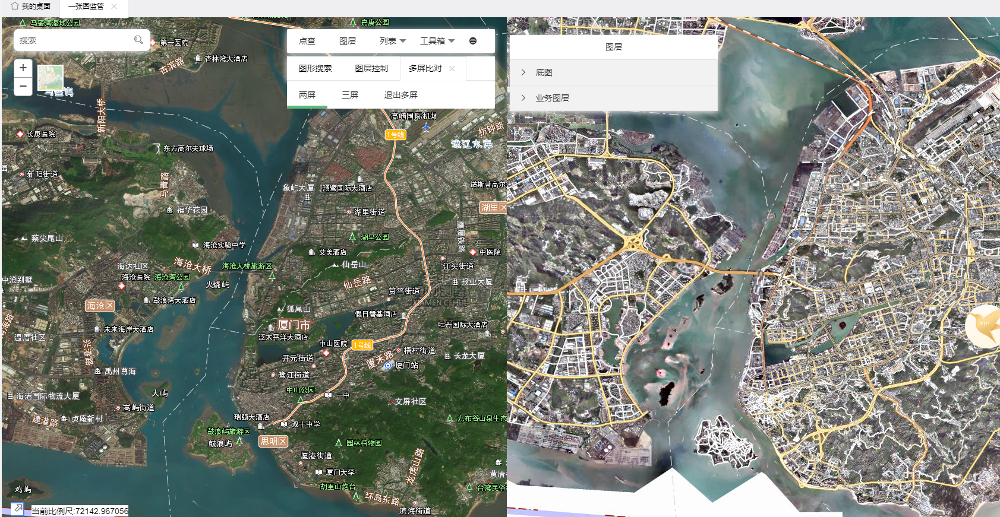 我的桌面
一张图监管
马銮湾湿地公园
嘉庚公园
搜索
第一医院
点查
图层
列表
工具箱
图层
杏林湾大酒店
杏滨路
图形搜索
图层控制
多屏比对
底图
两屏
三屏
退出多屏
业务图层
新阳大桥
高崎国际机场
1号线
枋钟路
长庚医院
东方高尔夫球场
园
新阳街道
马青路
象屿大厦
翔鹭国际大酒店
诺斯蒂高尔
福华花园
湖里街道
湖里区
鹰厦铁路
蔡尖尾山
湖里公园
海沧实验中学
艾美酒店
中医院
海达社区
海沧大桥
海沧大桥旅游区
仙岳山
江头街道
中沧别墅
海沧医院
海沧湾公园
火烧屿
仙岳路
报业大厦
筼筜街道
鼓浪湾大酒店
XIAMEN CEHUI
海沧区
狐尾山
假日磐基酒店
厦门市
牡丹国际大酒店
未来海岸大酒店
温厝社区
泛太平洋大酒店
VIP
中山医院
1号线
滨湖路
开元街道
梧村街道
厦禾路
长龙大厦
厦门站
禹州尊海
鹭江街道
海港国际物流大厦
大屿
中山公园
一中
文屏社区
嵩屿街道
瑞颐大酒店
贞庵新村
建港路
双十中学
九布谷山泉生态
鼓浪屿旅游区
鼓浪屿
思明区
园林植物园
厦港街道
龙虎山路
厦门大学
黄厝
胡里山炮台
台湾民俗
鸡屿
环岛东路
滨海街道
当前比例尺:72142.967056